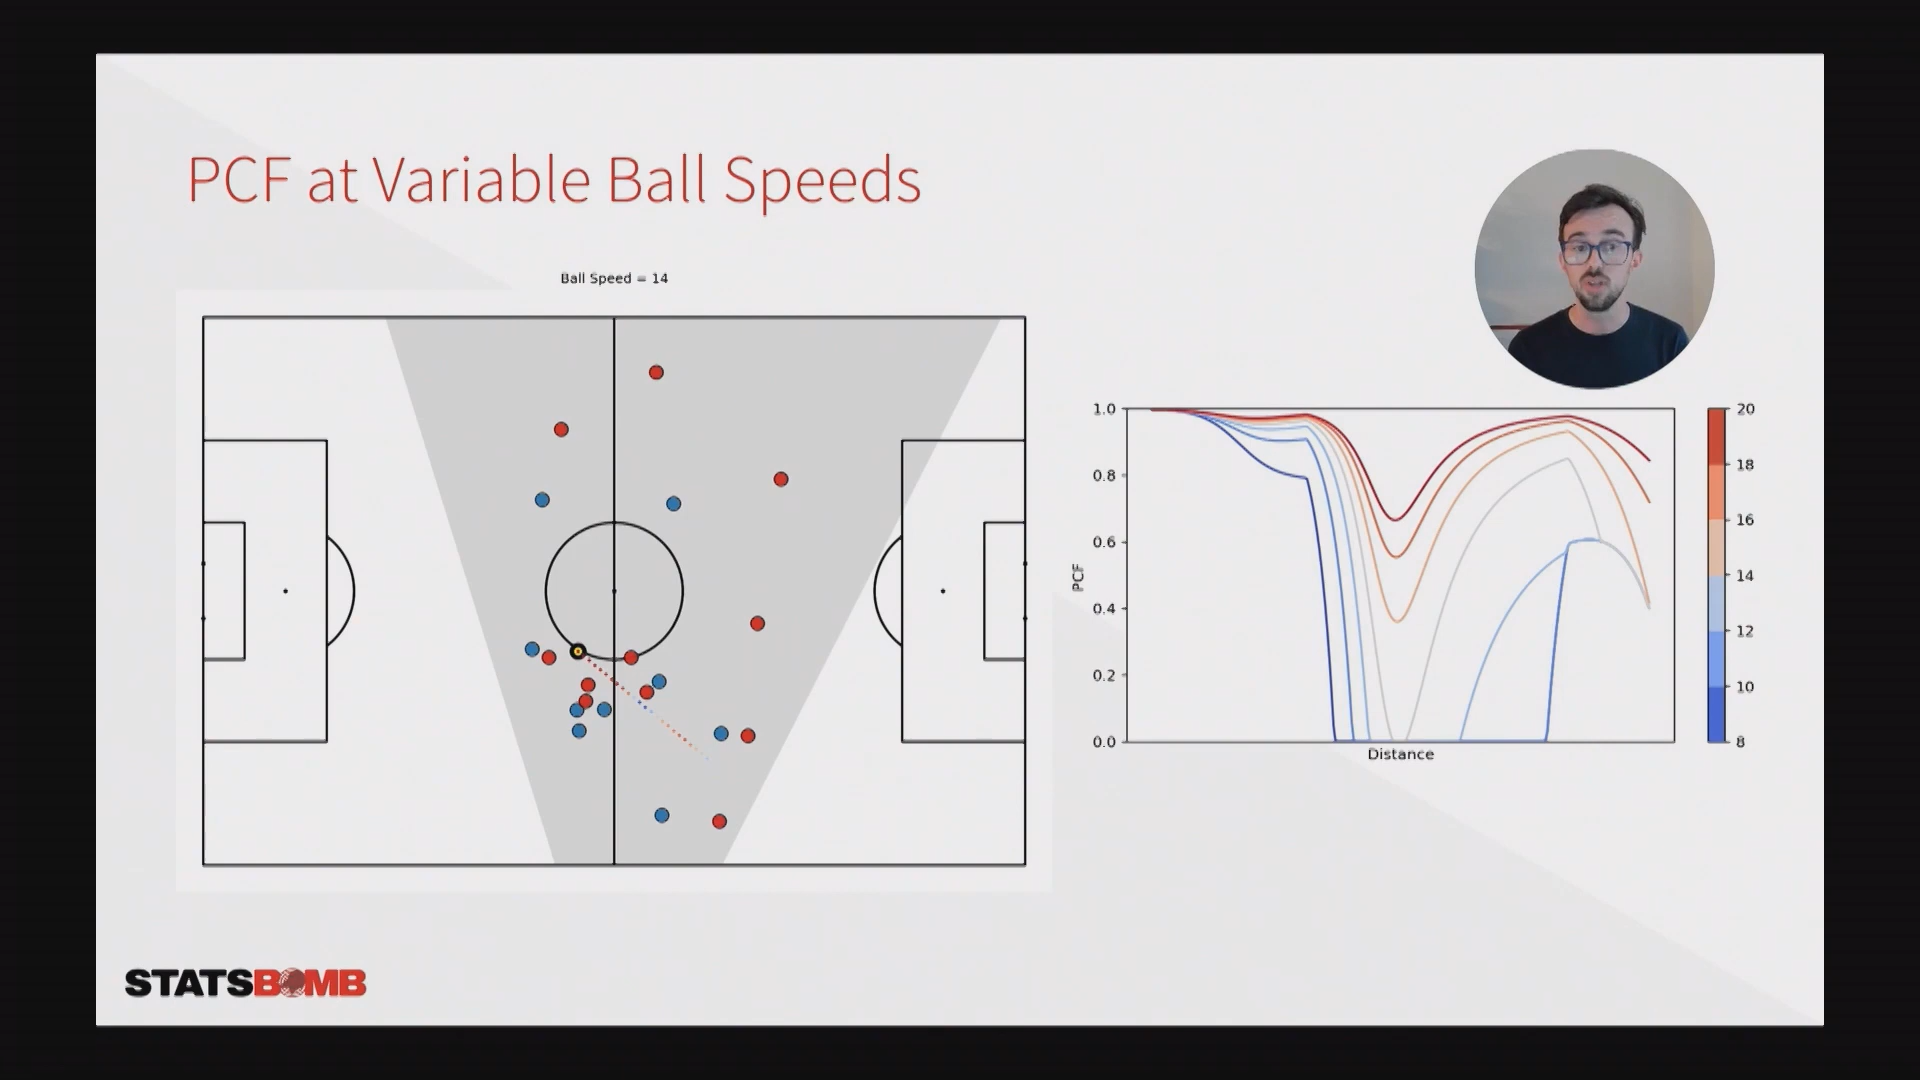 PCF at Variable Ball Speeds
Ball Speed = 14
1.0
0.8
0.6
0.4
0.2
0.0
PCF
Distance
20
18
16
14
12
10
8
STATSBOMB